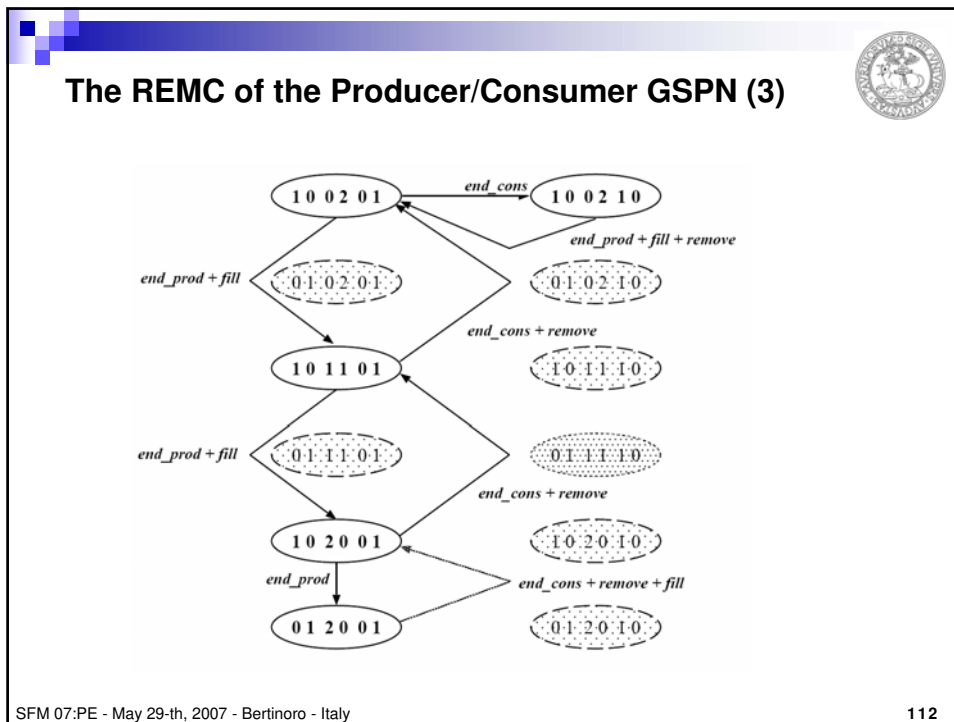 The REMC of the Producer/Consumer GSPN (3)
1 0 0 2 0 1
end_cons
1 0 0 2 1 0
end_prod + fill + remove
end_prod + fill
0 1 0 2 0 1
0 1 0 2 1 0
end_cons + remove
1 0 1 1 0 1
1 0 1 1 1 0
end_prod + fill
0 1 1 1 0 1
0 1 1 1 1 0
end_cons + remove
1 0 2 0 0 1
1 0 2 0 1 0
end_prod
end_cons + remove + fill
0 1 2 0 0 1
0 1 2 0 1 0
SFM 07:PE - May 29-th, 2007 - Bertinoro - Italy
112